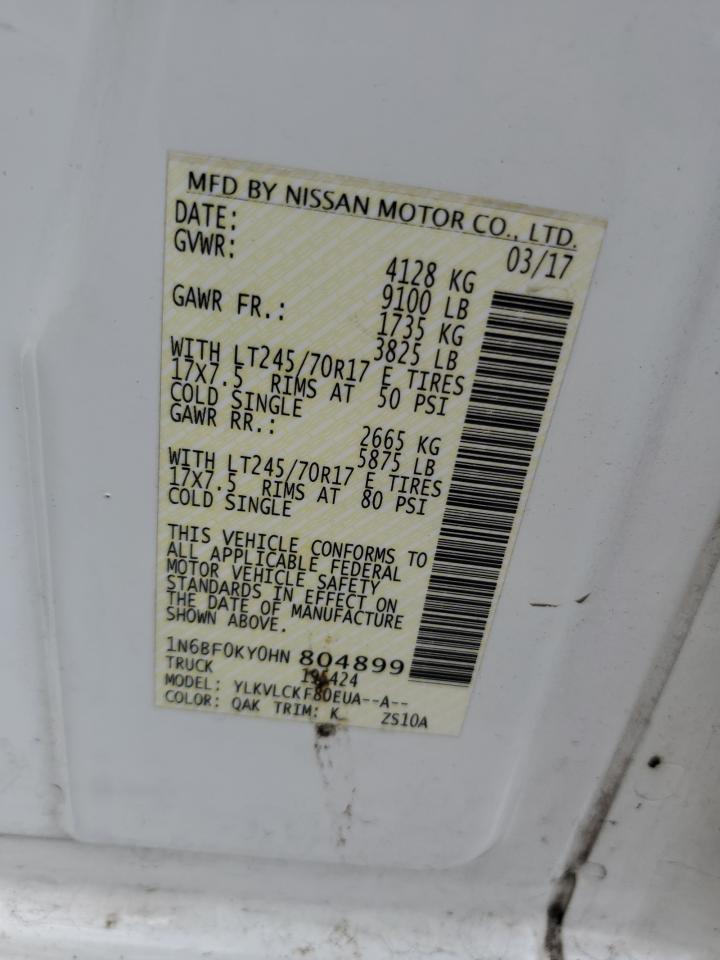 MFD BY NISSAN MOTOR CO., LTD.
DATE: 03/17
GVWR: 4128 KG
9100 LB
GAWR FR.: 1735 KG
3825 LB
WITH LT245/70R17 E TIRES
17X7.5 RIMS AT 50 PSI
COLD SINGLE
GAWR RR.: 2665 KG
5875 LB
WITH LT245/70R17 E TIRES
17X7.5 RIMS AT 80 PSI
COLD SINGLE
THIS VEHICLE CONFORMS TO
ALL APPLICABLE FEDERAL
MOTOR VEHICLE SAFETY
STANDARDS IN EFFECT ON
THE DATE OF MANUFACTURE
SHOWN ABOVE.
1N6BF0KY0HN 804899
TRUCK
MODEL: YLKVLCKF80EUA--A--
COLOR: QAK TRIM: K ZS10A